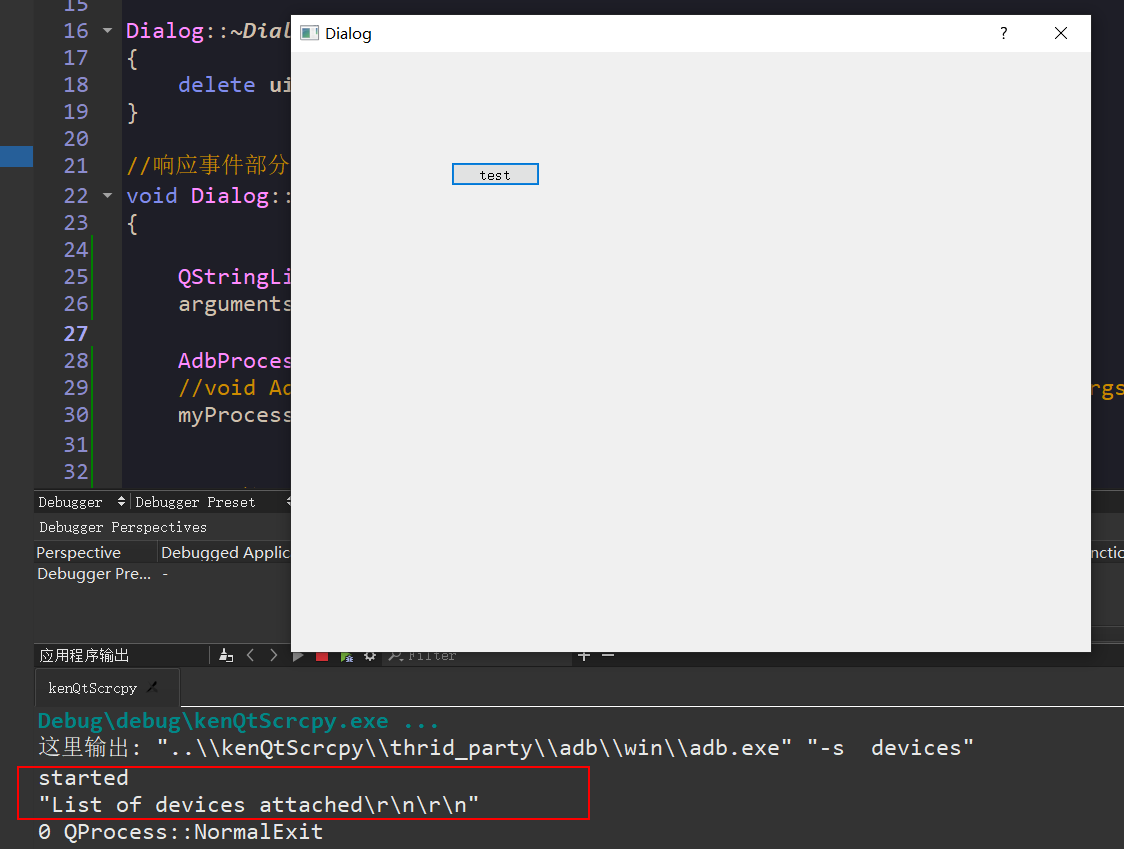 15
16 Dialog::~Dial
17 {
18 delete ui
19 }
20
21 //响应事件部分
22 void Dialog::
23 {
24
25 QStringLi
26 arguments
27
28 AdbProces
29 //void Ad rgs
30 myProcess
31
32
Dialog ?
test
Debugger Debugger Preset
Debugger Perspectives
Perspective Debugged Applic nctio
Debugger Pre... -
应用程序输出 Filter
kenQtScrcpy
Debug\debug\kenQtScrcpy.exe ...
这里输出: "..\\kenQtScrcpy\\thrid_party\\adb\\win\\adb.exe" "-s  devices"
started
"List of devices attached\r\n\r\n"
0 QProcess::NormalExit